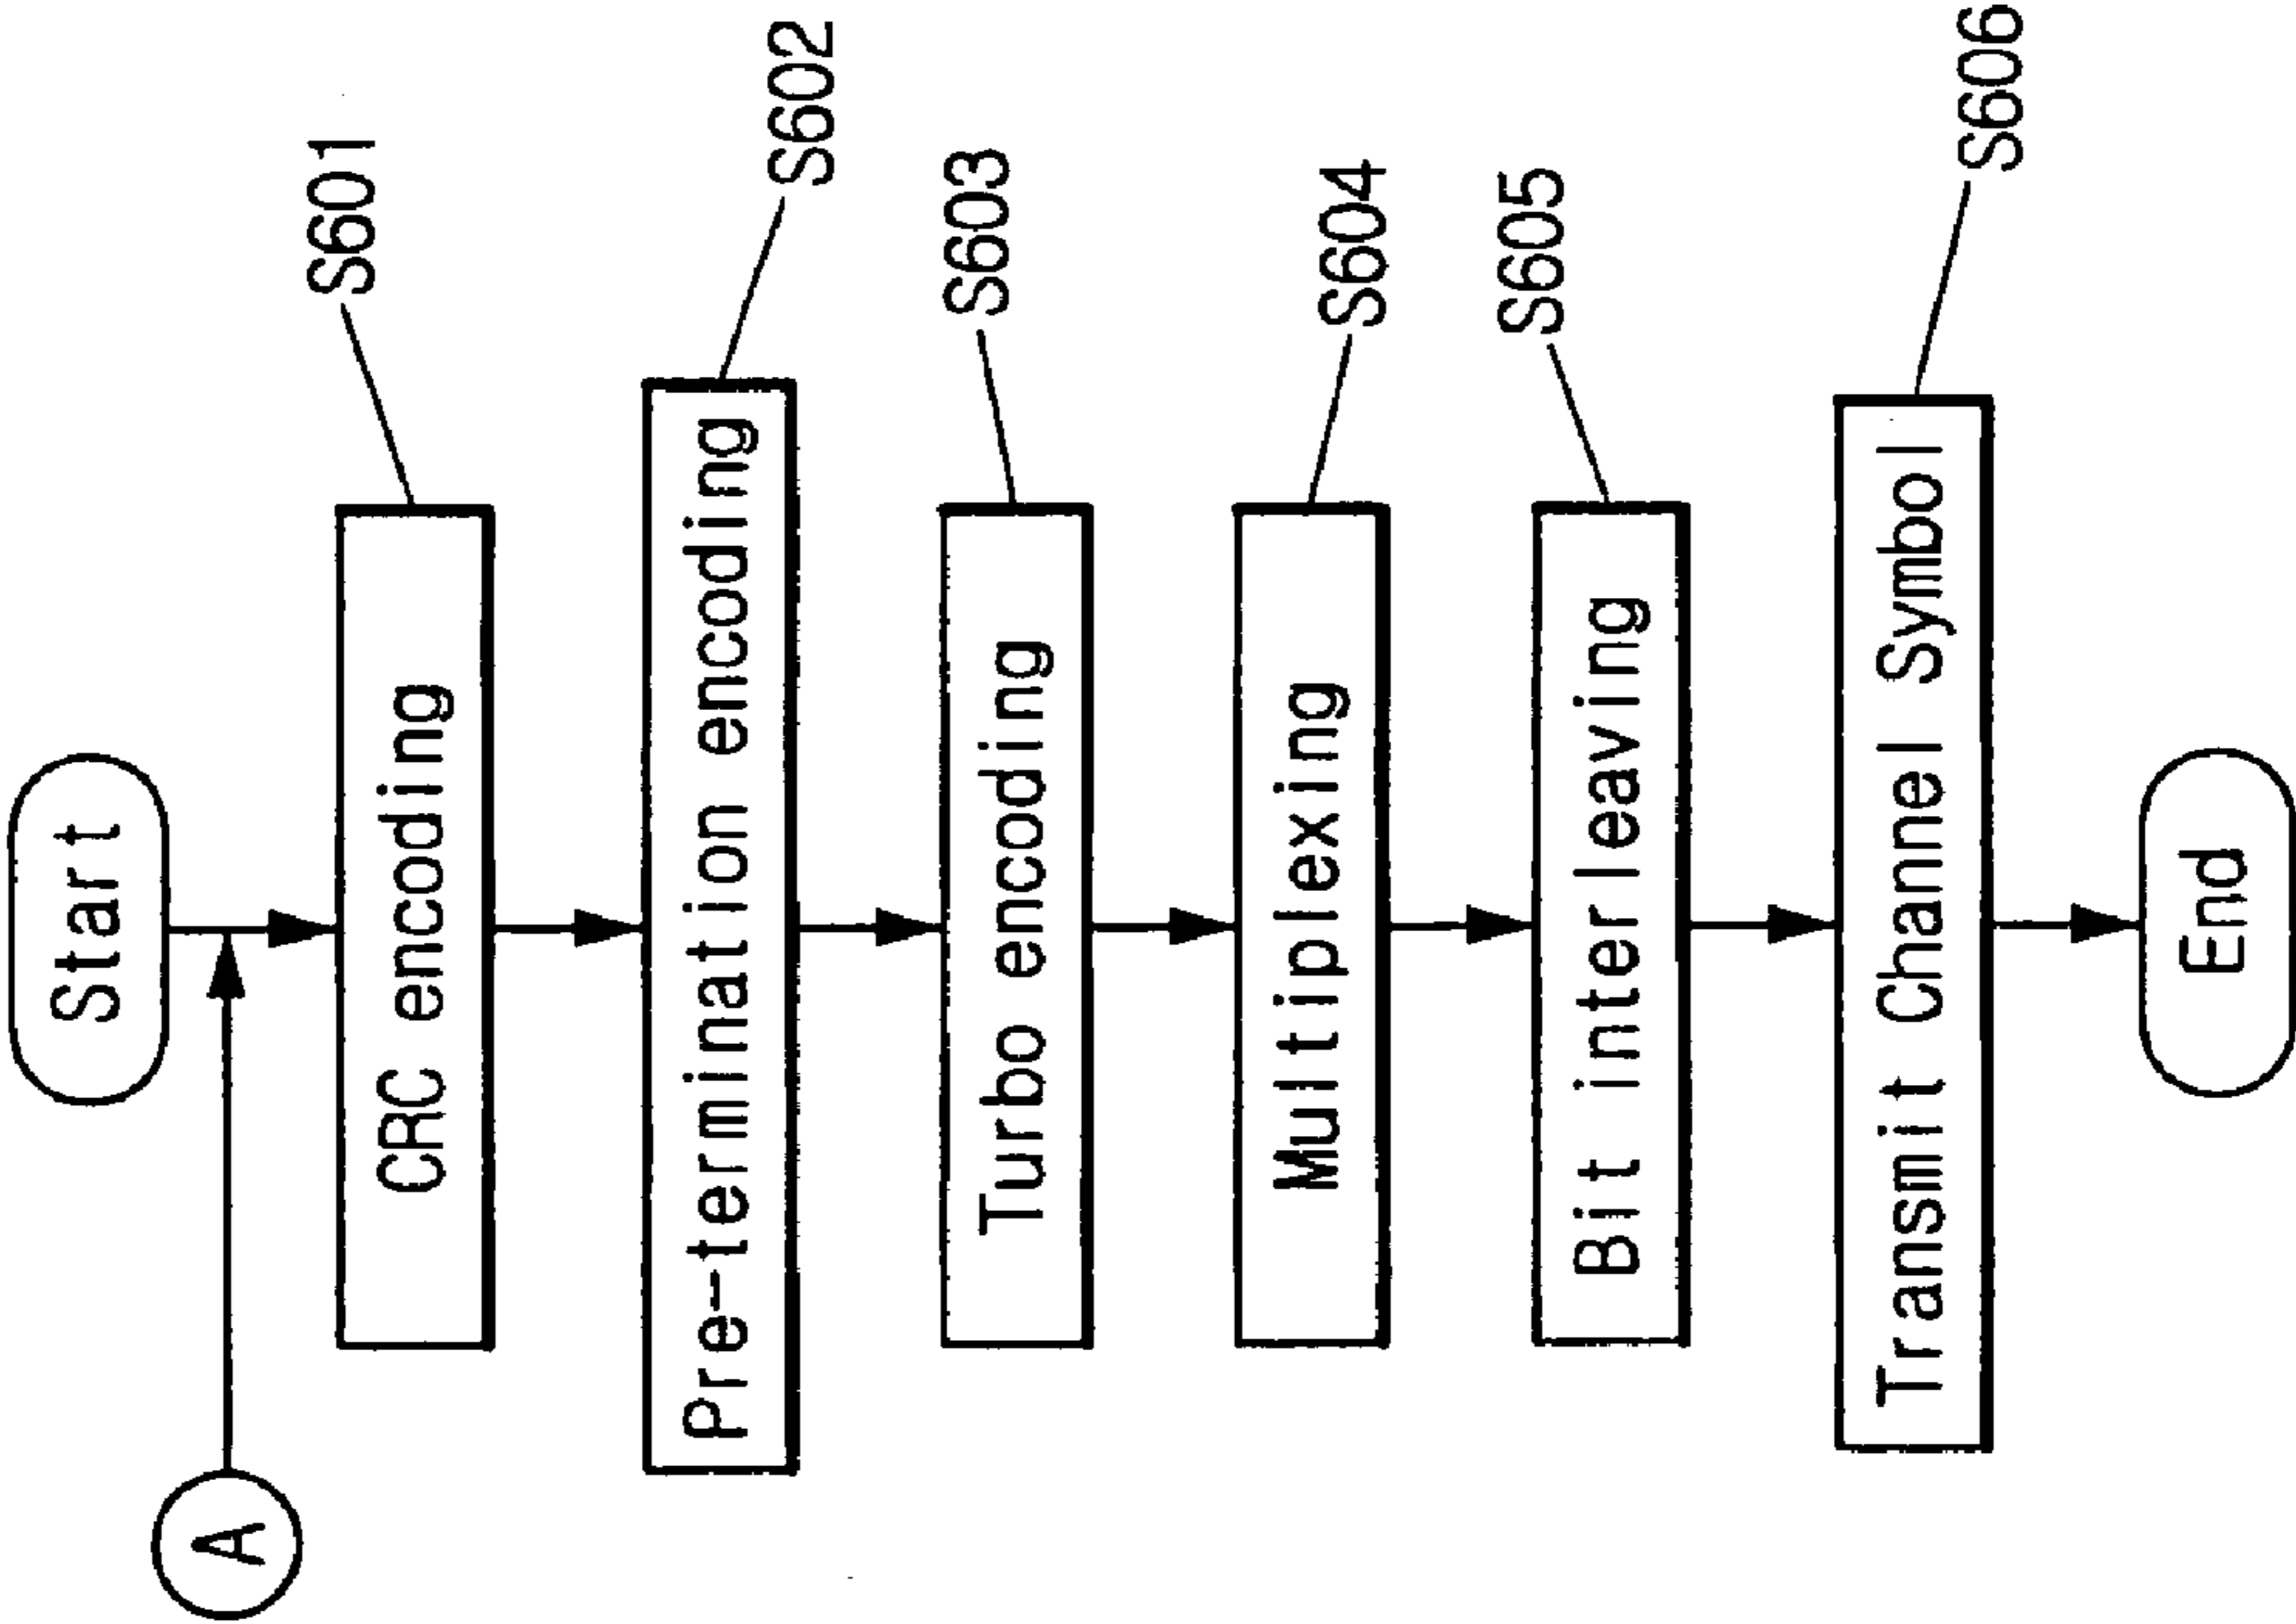 Start
A
CRC encoding
S601
Pre-termination encoding
S602
Turbo encoding
S603
Multiplexing
S604
Bit interleaving
S605
Transmit Channel Symbol
S606
End